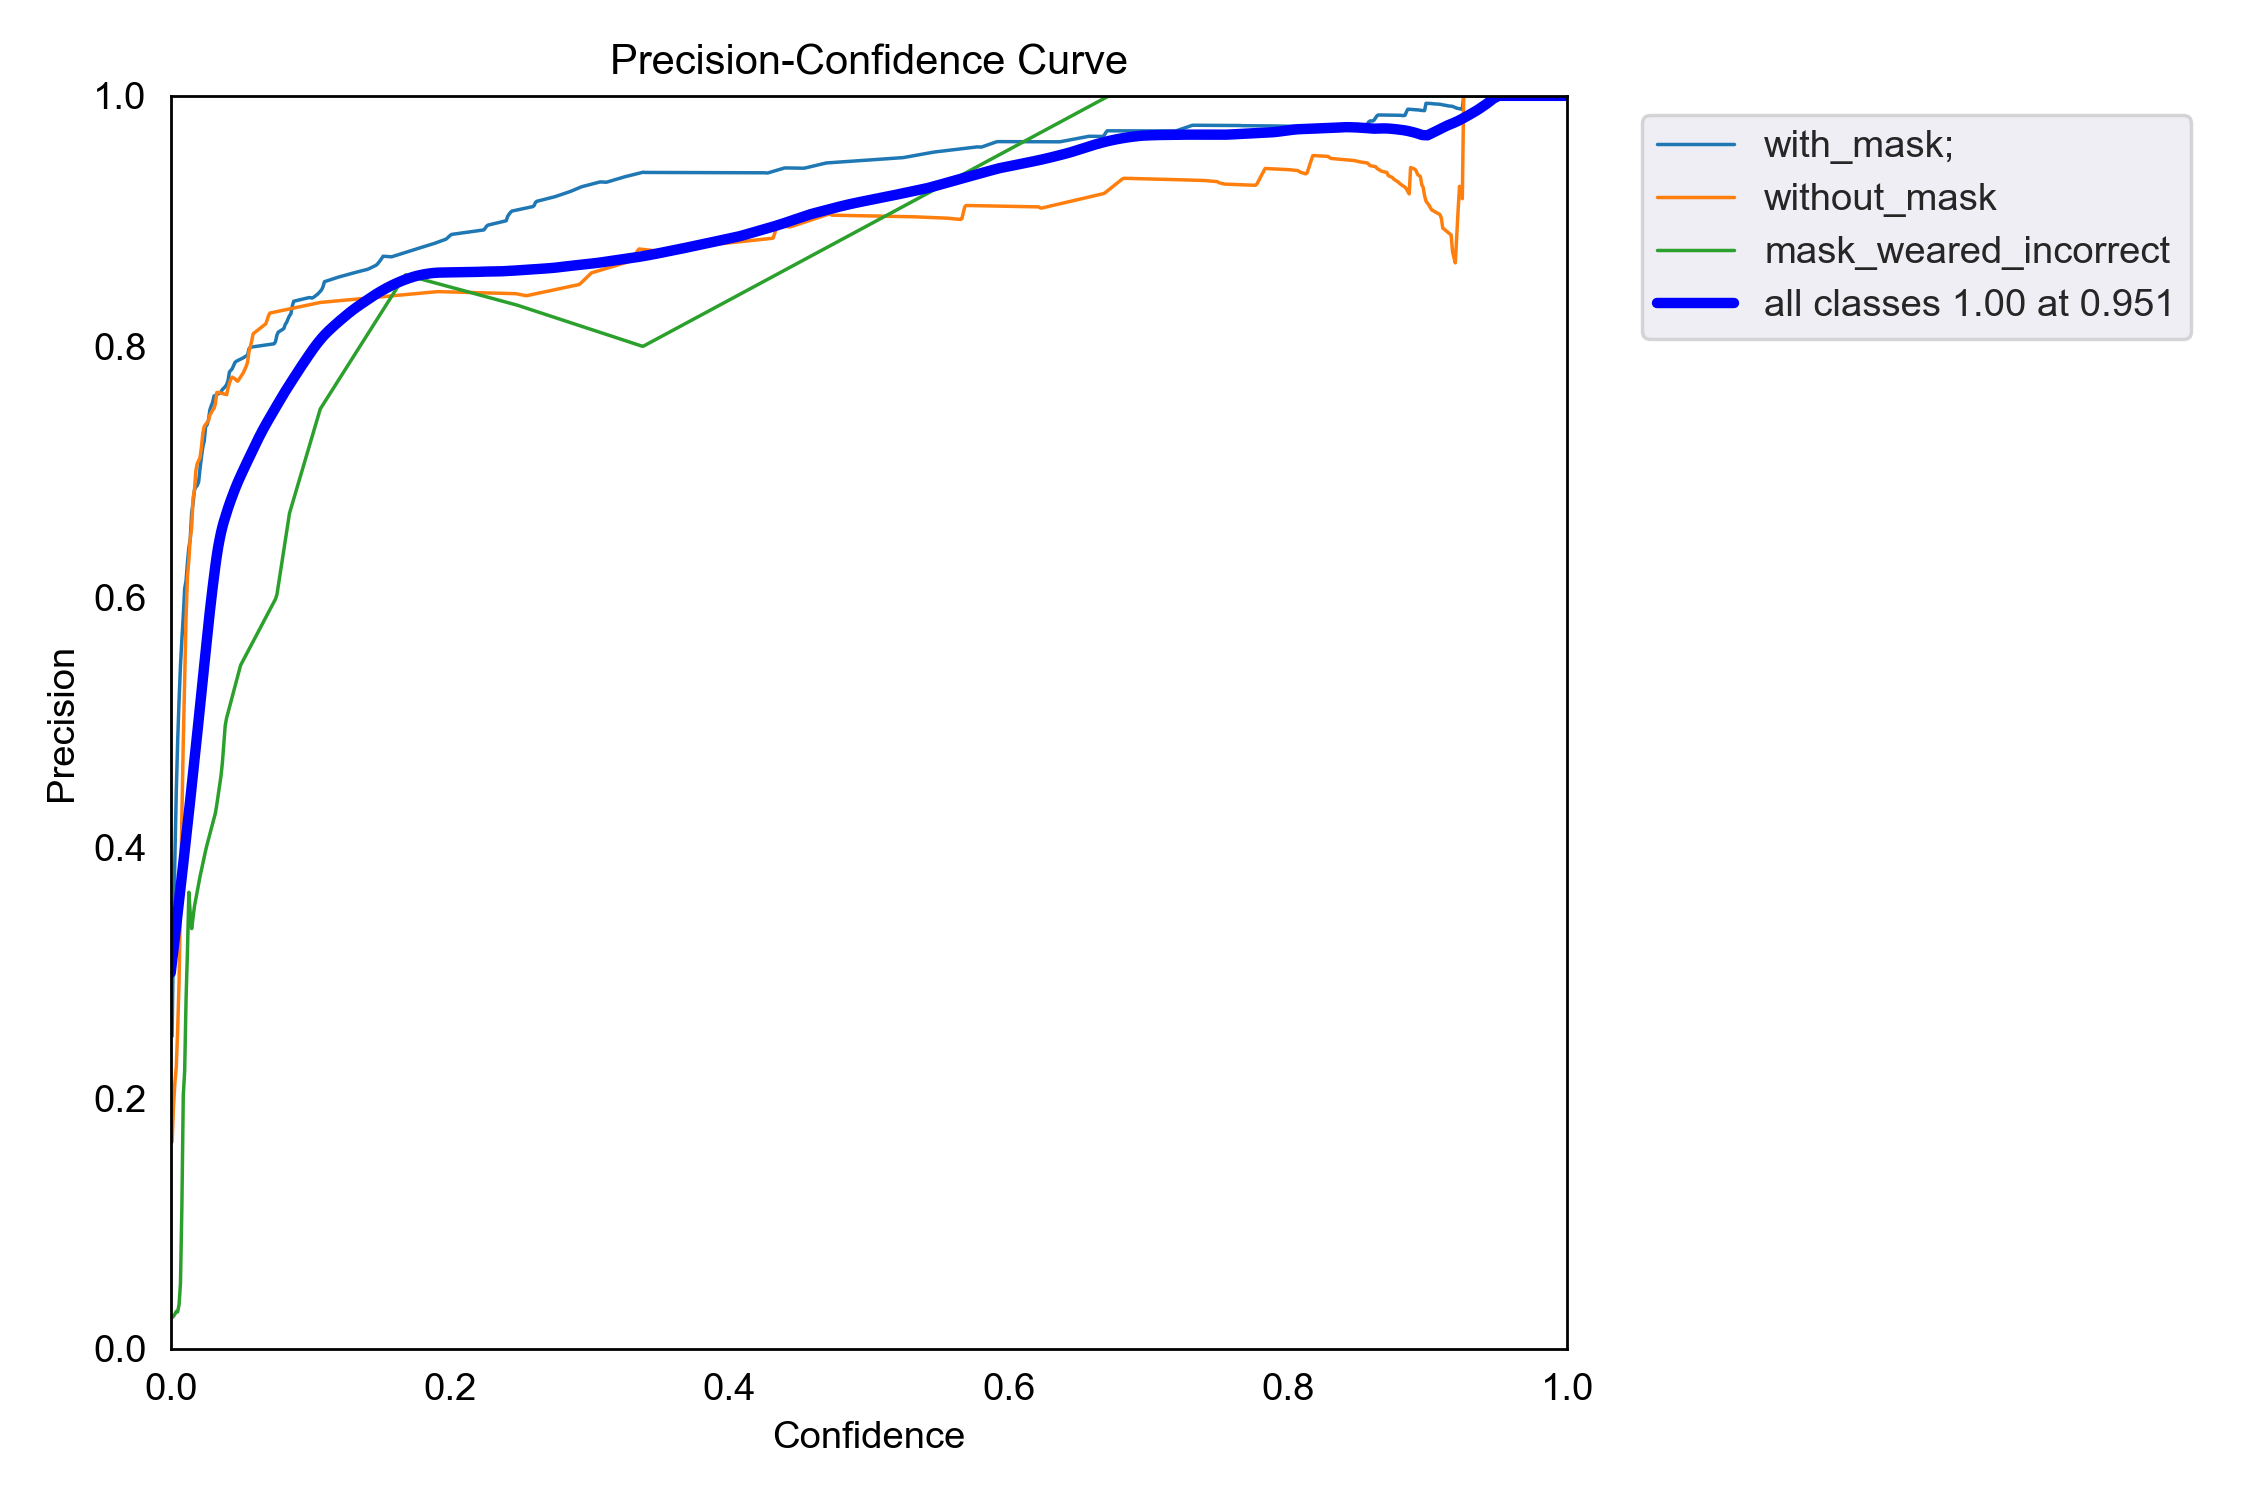 Precision-Confidence Curve
1.0
0.8
0.6
0.4
0.2
0.0
Precision
0.0 0.2 0.4 0.6 0.8 1.0
Confidence
with_mask;
without_mask
mask_weared_incorrect
all classes 1.00 at 0.951